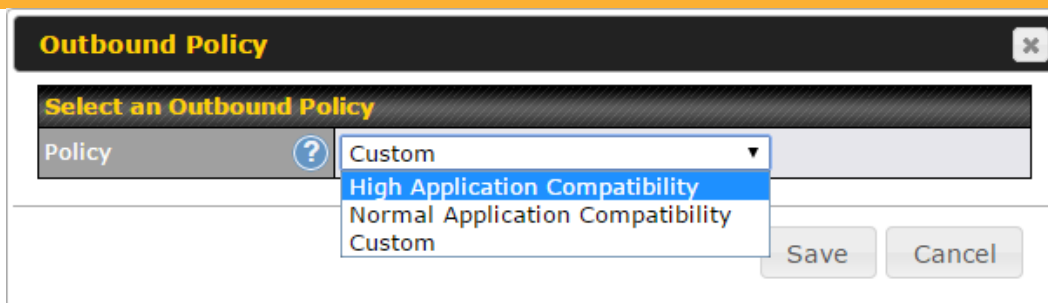 Outbound Policy
Select an Outbound Policy
Policy ? Custom
High Application Compatibility
Normal Application Compatibility
Custom
Save Cancel